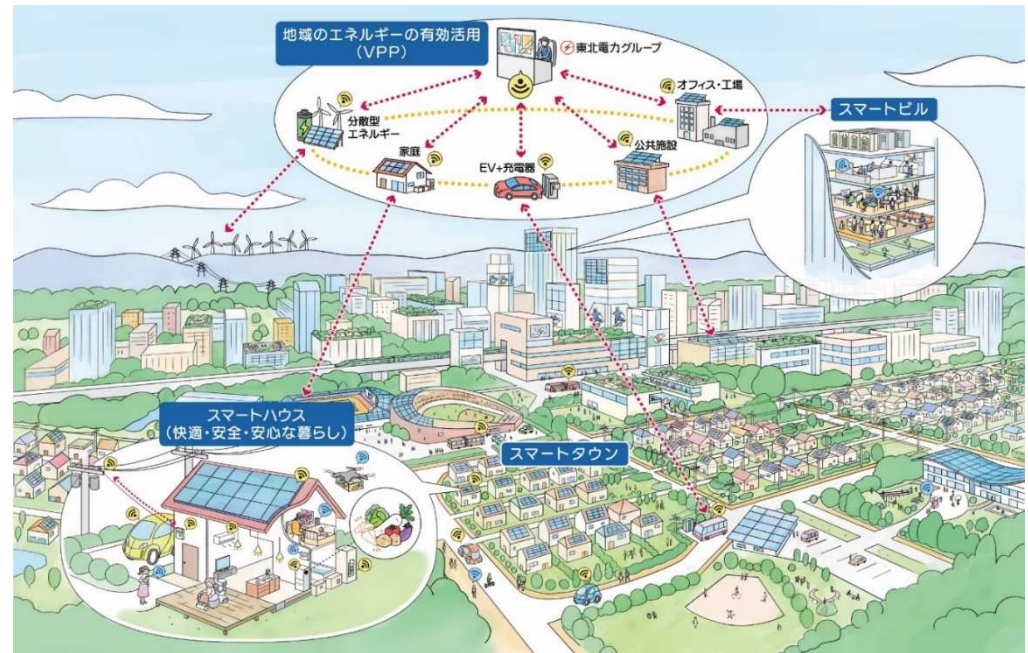 地域のエネルギーの有効活用
（VPP）
東北電力グループ
オフィス・工場
分散型
エネルギー
家庭
EV+充電器
公共施設
スマートビル
スマートハウス
（快適・安全・安心な暮らし）
スマートタウン